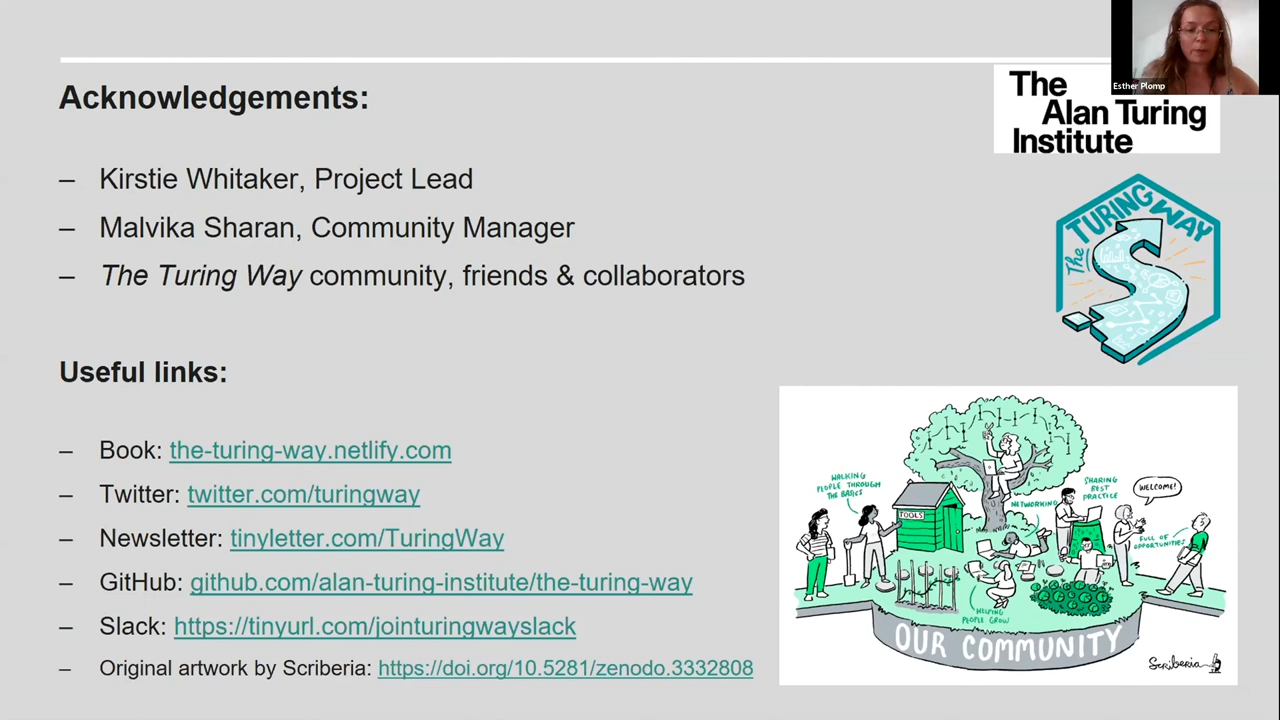 Esther Plomp
Acknowledgements:
The
Alan Turing
Institute
– Kirstie Whitaker, Project Lead
– Malvika Sharan, Community Manager
– The Turing Way community, friends & collaborators
The TURING WAY
Useful links:
– Book: the-turing-way.netlify.com
– Twitter: twitter.com/turingway
– Newsletter: tinyletter.com/TuringWay
– GitHub: github.com/alan-turing-institute/the-turing-way
– Slack: https://tinyurl.com/jointuringwayslack
– Original artwork by Scriberia: https://doi.org/10.5281/zenodo.3332808
WALKING
PEOPLE THROUGH
THE BASICS
TOOLS
NETWORKING
SHARING
BEST
PRACTICE
WELCOME!
FULL OF
OPPORTUNITIES
HELPING
PEOPLE GROW
OUR COMMUNITY
Scriberia